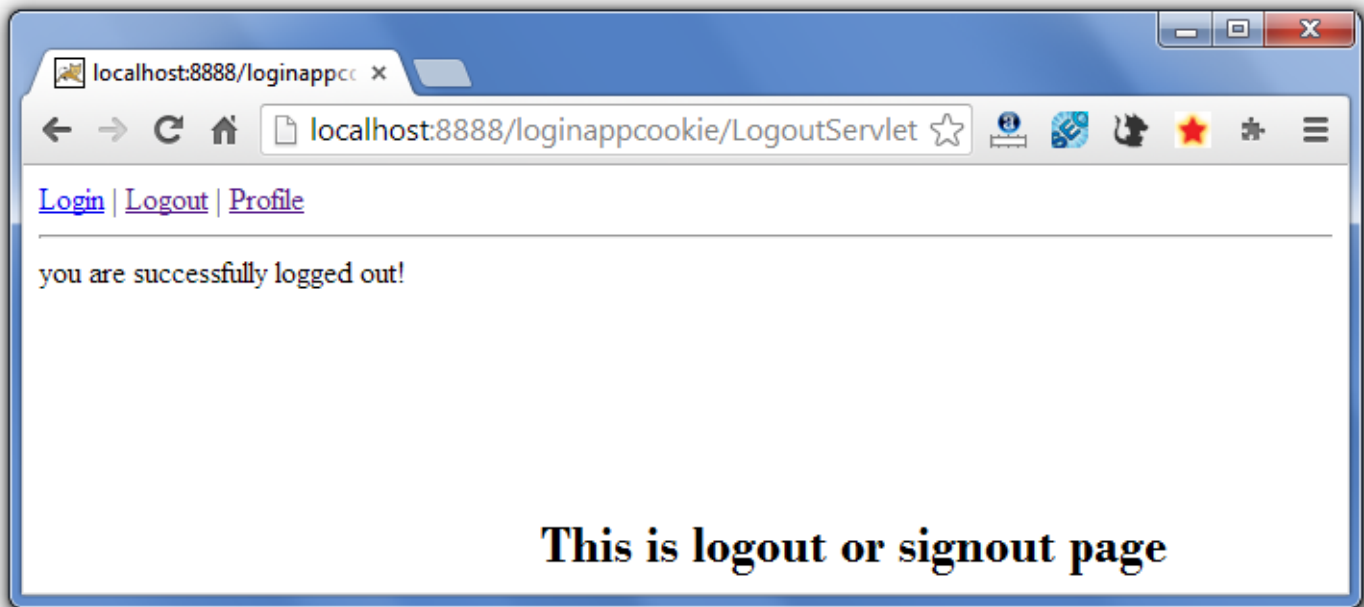 localhost:8888/loginappcc
localhost:8888/loginappcookie/LogoutServlet
Login | Logout | Profile
you are successfully logged out!
This is logout or signout page